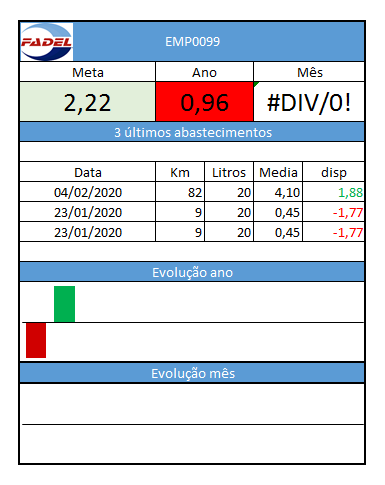 FADEL
EMP0099
Meta Ano Mês
2,22 0,96 #DIV/0!
3 últimos abastecimentos
Data Km Litros Media disp
04/02/2020 82 20 4,10 1,88
23/01/2020 9 20 0,45 -1,77
23/01/2020 9 20 0,45 -1,77
Evolução ano
Evolução mês